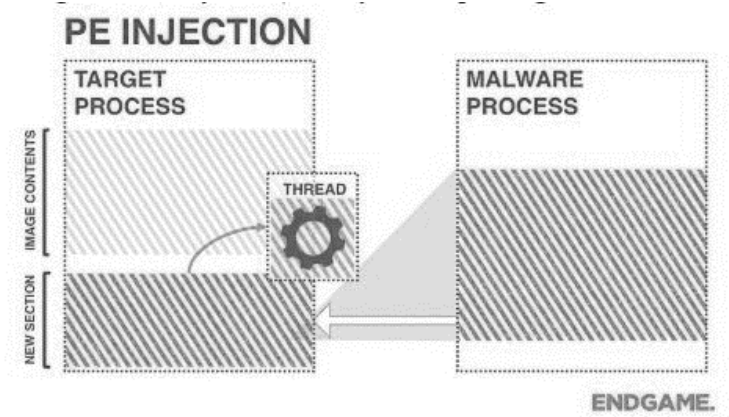 PE INJECTION
TARGET
PROCESS
MALWARE
PROCESS
IMAGE CONTENTS
THREAD
NEW SECTION
ENDGAME.